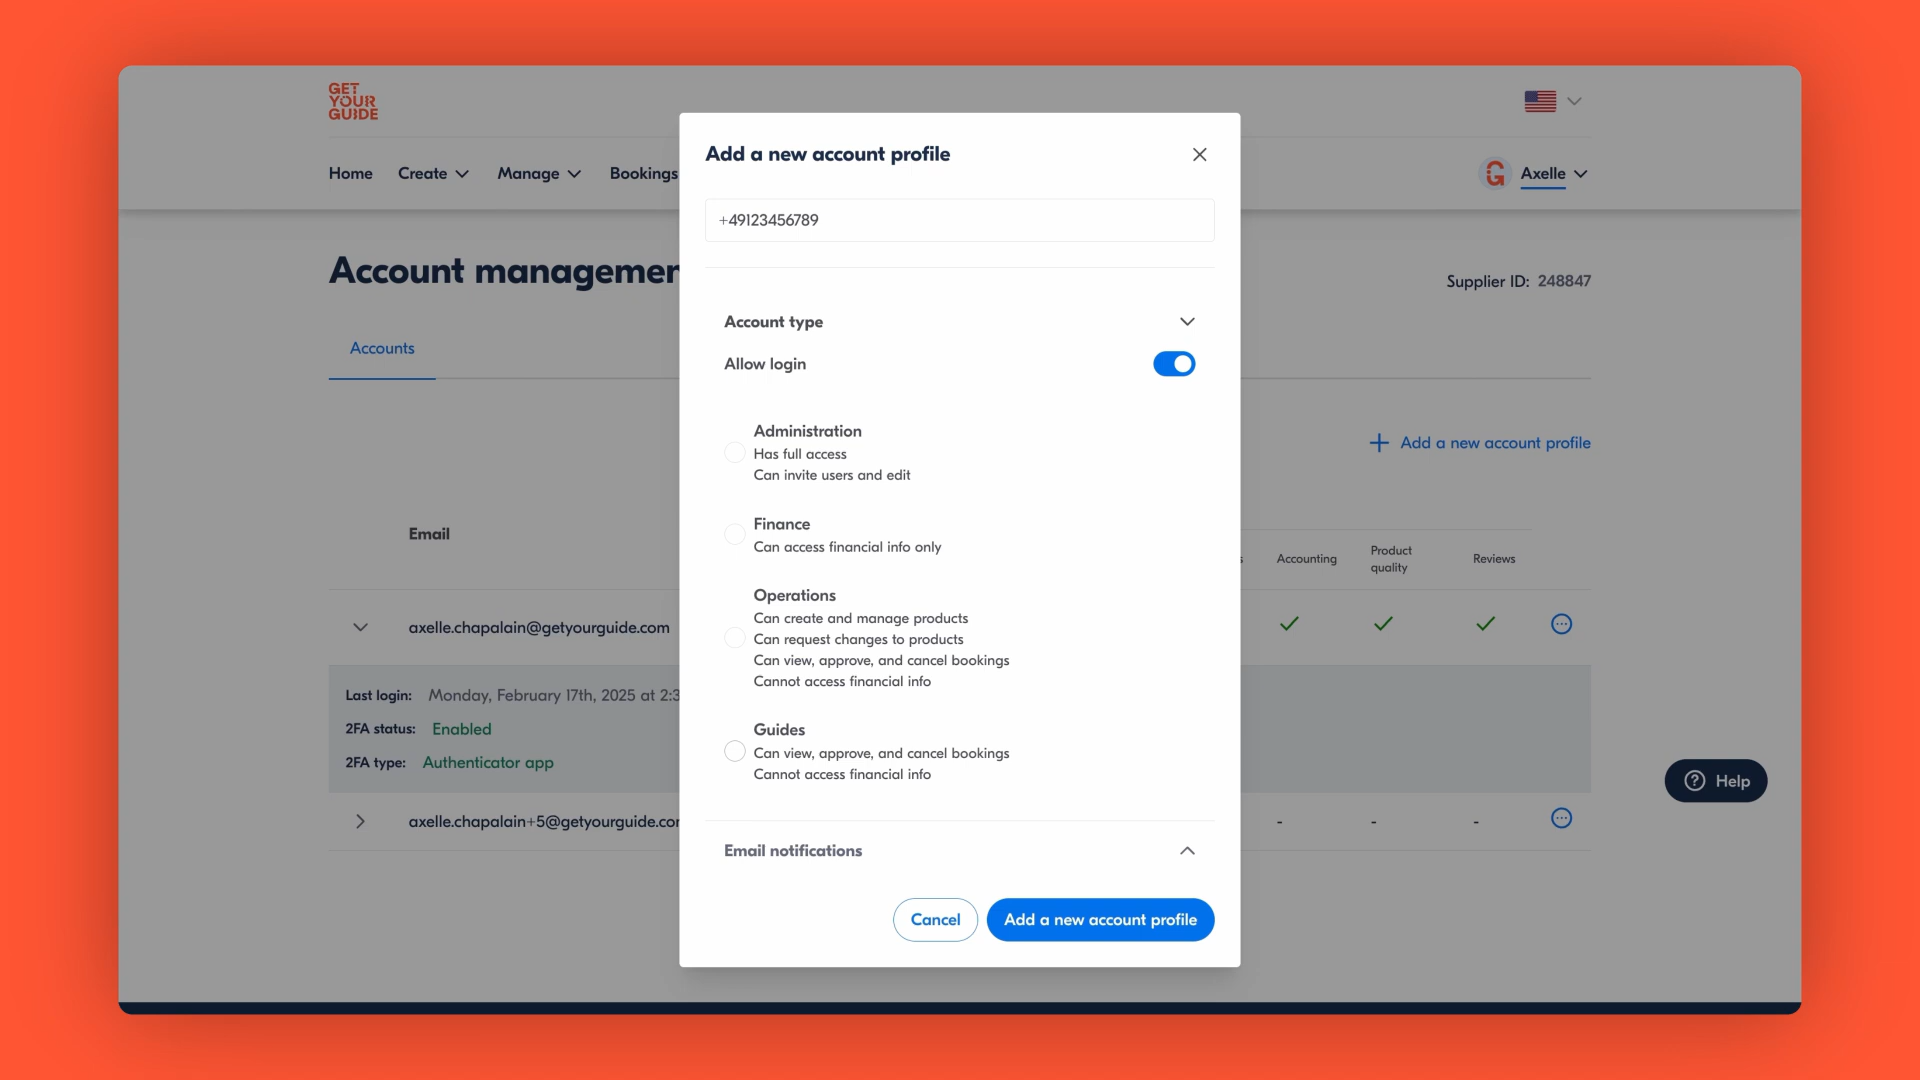 GET
YOUR
GUIDE
Home
Create
Manage
Bookings
Axelle
Account managemen
Supplier ID: 248847
Accounts
Add a new account profile
Email
s
Accounting
Product
quality
Reviews
axelle.chapalain@getyourguide.com
Last login: Monday, February 17th, 2025 at 2:3
2FA status: Enabled
2FA type: Authenticator app
axelle.chapalain+5@getyourguide.com
-
-
-
Help
Add a new account profile
+49123456789
Account type
Allow login
Administration
Has full access
Can invite users and edit
Finance
Can access financial info only
Operations
Can create and manage products
Can request changes to products
Can view, approve, and cancel bookings
Cannot access financial info
Guides
Can view, approve, and cancel bookings
Cannot access financial info
Email notifications
Cancel
Add a new account profile